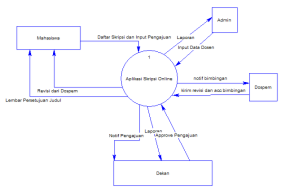 Admin
Daftar Skripsi dan Input Pengajuan
Laporan
Mahasiswa
Input Data Dosen
1
Aplikasi Skripsi Online
notif bimbingan
Dospem
kirim revisi dan acc bimbingan
Revisi dari Dospem
Lembar Persetujuan Judul
Laporan
Notif Pengajuan
Approve Pengajuan
Dekan